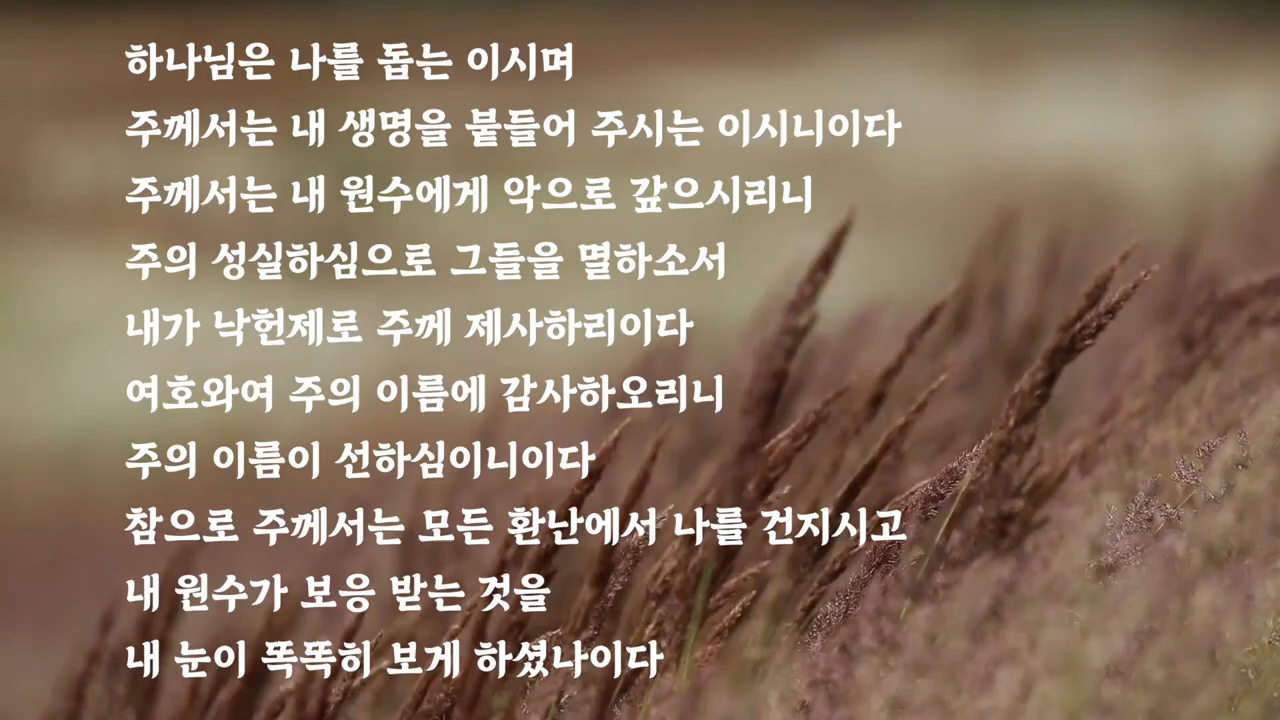 하나님은 나를 돕는 이시며
주께서는 내 생명을 붙들어 주시는 이시니이다
주께서는 내 원수에게 악으로 갚으시리니
주의 성실하심으로 그들을 멸하소서
내가 낙헌제로 주께 제사하리이다
여호와여 주의 이름에 감사하오리니
주의 이름이 선하심이니이다
참으로 주께서는 모든 환난에서 나를 건지시고
내 원수가 보응 받는 것을
내 눈이 똑똑히 보게 하셨나이다